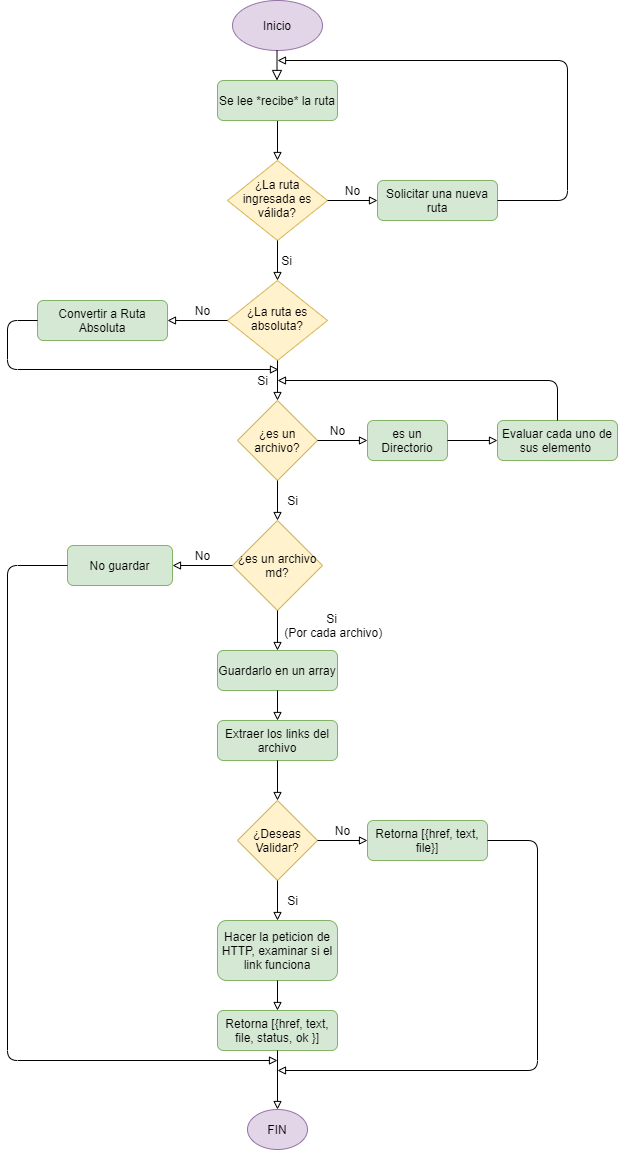 Inicio
Se lee *recibe* la ruta
¿La ruta
ingresada es
válida?
No
Solicitar una nueva
ruta
Si
¿La ruta es
absoluta?
No
Convertir a Ruta
Absoluta
Si
¿es un
archivo?
No
es un
Directorio
Evaluar cada uno de
sus elemento
Si
¿es un archivo
md?
No
No guardar
Si
(Por cada archivo)
Guardarlo en un array
Extraer los links del
archivo
¿Deseas
Validar?
No
Retorna [{href, text,
file}]
Si
Hacer la peticion de
HTTP, examinar si el
link funciona
Retorna [{href, text,
file, status, ok }]
FIN